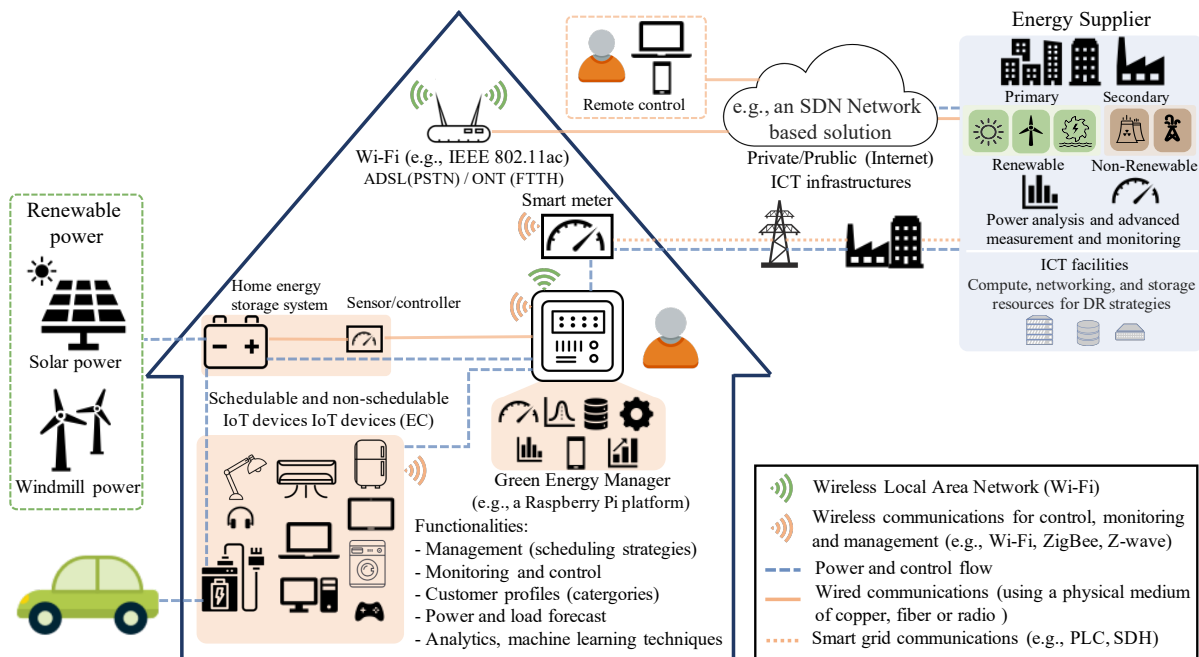 Energy Supplier
Primary
Secondary
Renewable
Non-Renewable
Power analysis and advanced
measurement and monitoring
ICT facilities
Compute, networking, and storage
resources for DR strategies
Remote control
e.g., an SDN Network
based solution
Private/Prublic (Internet)
ICT infrastructures
Wi-Fi (e.g., IEEE 802.11ac)
ADSL(PSTN) / ONT (FTTH)
Smart meter
Renewable
power
Solar power
Windmill power
Home energy
storage system
Sensor/controller
Schedulable and non-schedulable
IoT devices IoT devices (EC)
Green Energy Manager
(e.g., a Raspberry Pi platform)
Functionalities:
- Management (scheduling strategies)
- Monitoring and control
- Customer profiles (catergories)
- Power and load forecast
- Analytics, machine learning techniques
Wireless Local Area Network (Wi-Fi)
Wireless communications for control, monitoring
and management (e.g., Wi-Fi, ZigBee, Z-wave)
Power and control flow
Wired communications (using a physical medium
of copper, fiber or radio )
Smart grid communications (e.g., PLC, SDH)